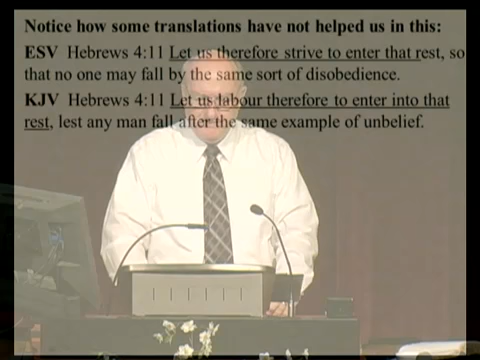 Notice how some translations have not helped us in this:
ESV Hebrews 4:11 Let us therefore strive to enter that rest, so
that no one may fall by the same sort of disobedience.
KJV Hebrews 4:11 Let us labour therefore to enter into that
rest, lest any man fall after the same example of unbelief.